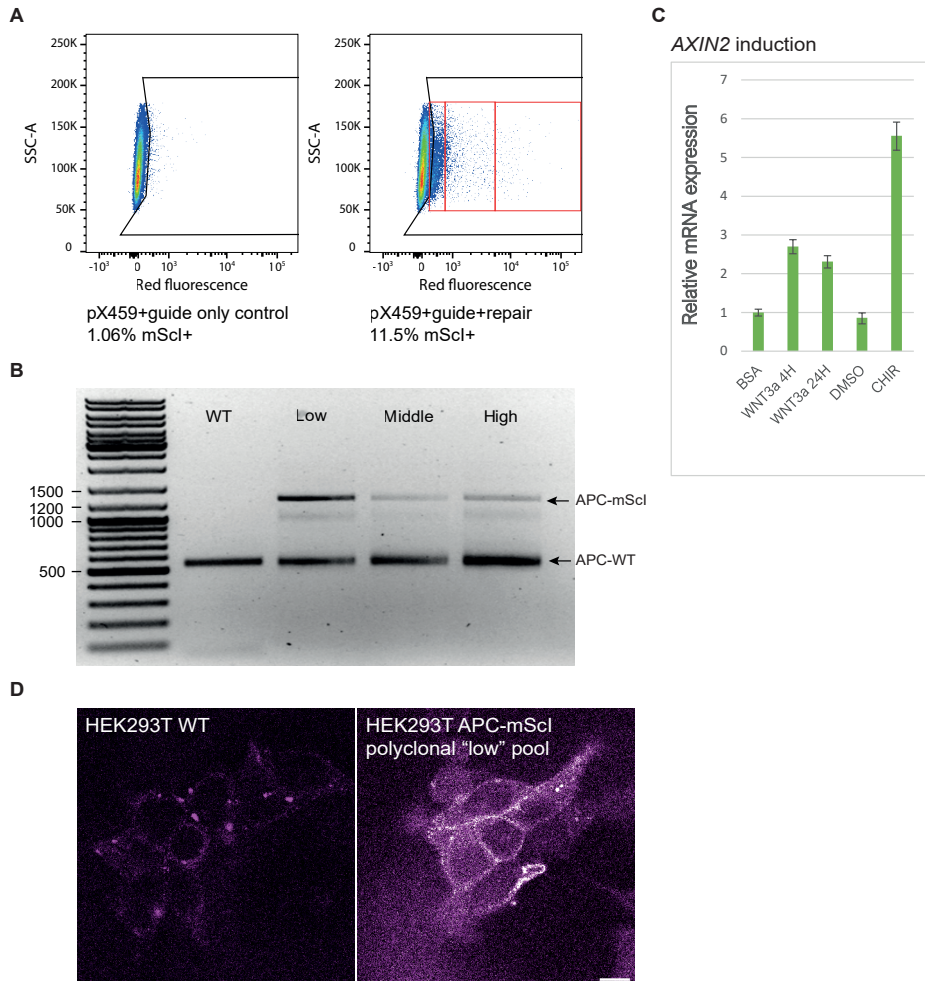 A
250K
200K
150K
100K
50K
0
SSC-A
-10³ 0 10³ 10⁴ 10⁵
Red fluorescence
pX459+guide only control
1.06% mScI+
250K
200K
150K
100K
50K
0
SSC-A
-10³ 0 10³ 10⁴ 10⁵
Red fluorescence
pX459+guide+repair
11.5% mScI+
C
AXIN2 induction
7
6
5
4
3
2
1
0
Relative mRNA expression
BSA
WNT3a 4H
WNT3a 24H
DMSO
CHIR
B
WT Low Middle High
1500
1200
1000
500
APC-mScI
APC-WT
D
HEK293T WT
HEK293T APC-mScI
polyclonal “low” pool